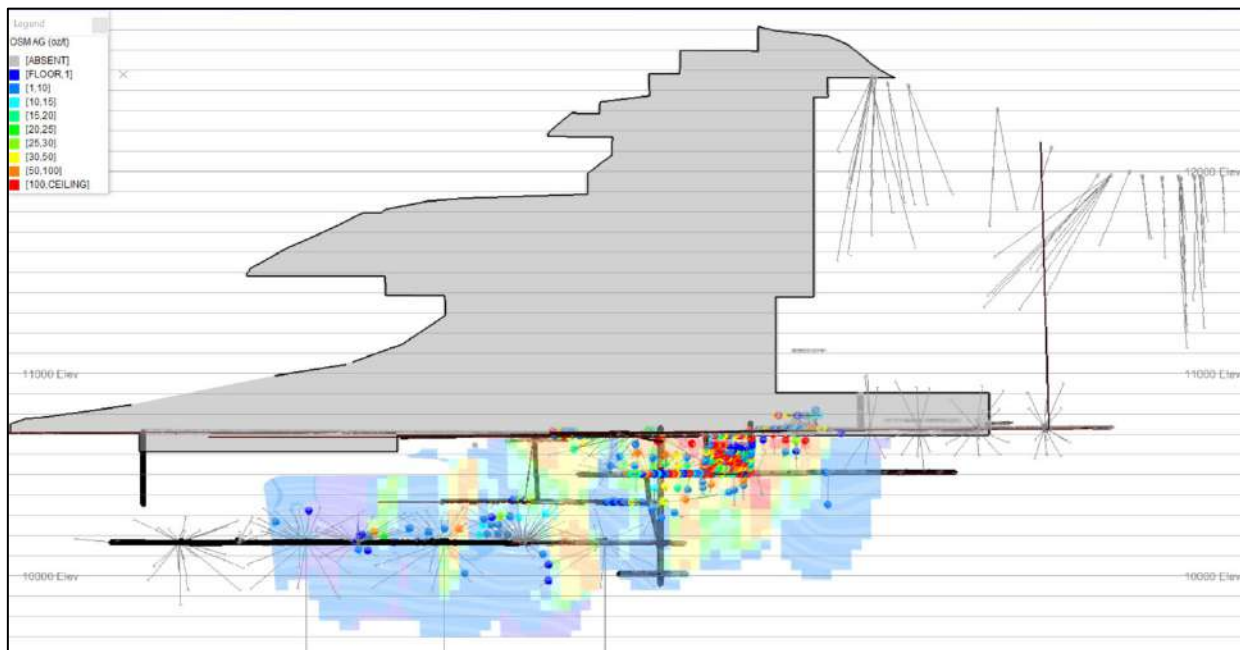 Legend
OSMAG (oz/t)
[ABSENT]
[FLOOR,1]
[1,10]
[10,15]
[15,20]
[20,25]
[25,30]
[30,50]
[50,100]
[100,CEILING]
12000 Elev
11000 Elev
11000 Elev
10000 Elev
10000 Elev